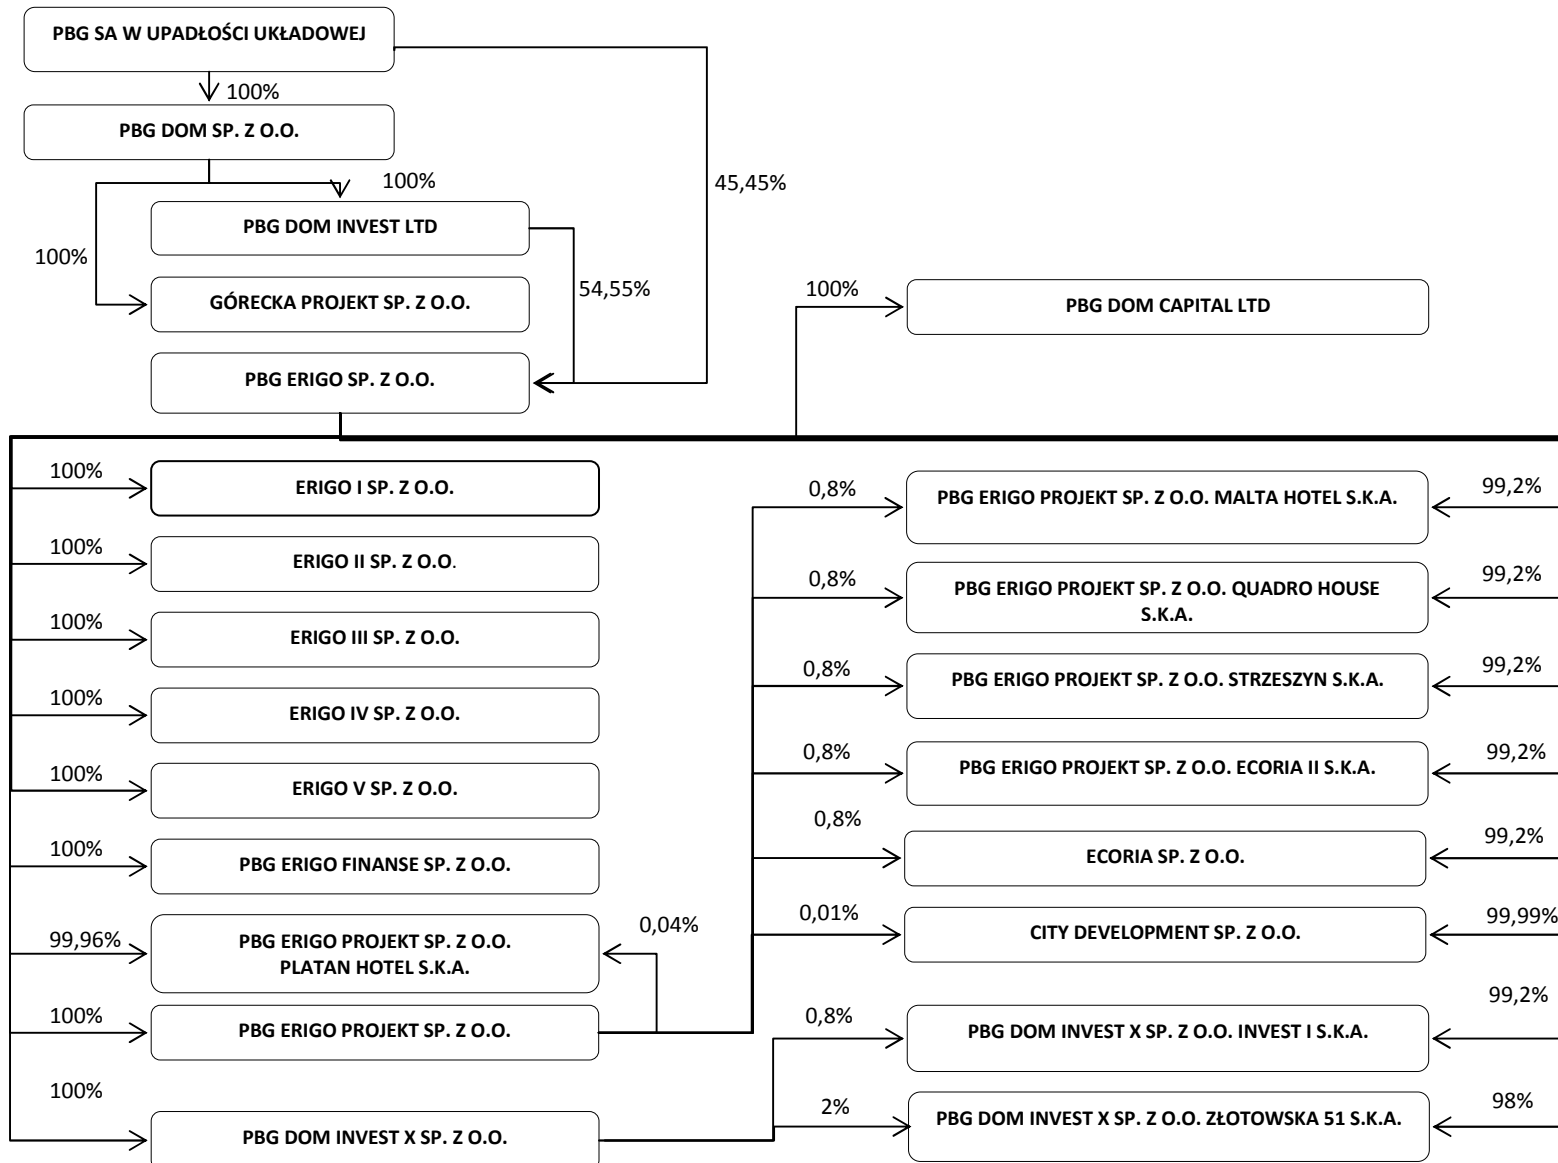 PBG SA W UPADŁOŚCI UKŁADOWEJ
100%
PBG DOM SP. Z O.O.
100%
45,45%
PBG DOM INVEST LTD
100%
GÓRECKA PROJEKT SP. Z O.O.
54,55%
100%
PBG DOM CAPITAL LTD
PBG ERIGO SP. Z O.O.
100%
ERIGO I SP. Z O.O.
100%
ERIGO II SP. Z O.O.
100%
ERIGO III SP. Z O.O.
100%
ERIGO IV SP. Z O.O.
100%
ERIGO V SP. Z O.O.
100%
PBG ERIGO FINANSE SP. Z O.O.
99,96%
PBG ERIGO PROJEKT SP. Z O.O.
PLATAN HOTEL S.K.A.
0,04%
100%
PBG ERIGO PROJEKT SP. Z O.O.
100%
PBG DOM INVEST X SP. Z O.O.
0,8%
PBG ERIGO PROJEKT SP. Z O.O. MALTA HOTEL S.K.A.
99,2%
0,8%
PBG ERIGO PROJEKT SP. Z O.O. QUADRO HOUSE
S.K.A.
99,2%
0,8%
PBG ERIGO PROJEKT SP. Z O.O. STRZESZYN S.K.A.
99,2%
0,8%
PBG ERIGO PROJEKT SP. Z O.O. ECORIA II S.K.A.
99,2%
0,8%
ECORIA SP. Z O.O.
99,2%
0,01%
CITY DEVELOPMENT SP. Z O.O.
99,99%
0,8%
PBG DOM INVEST X SP. Z O.O. INVEST I S.K.A.
99,2%
2%
PBG DOM INVEST X SP. Z O.O. ZŁOTOWSKA 51 S.K.A.
98%